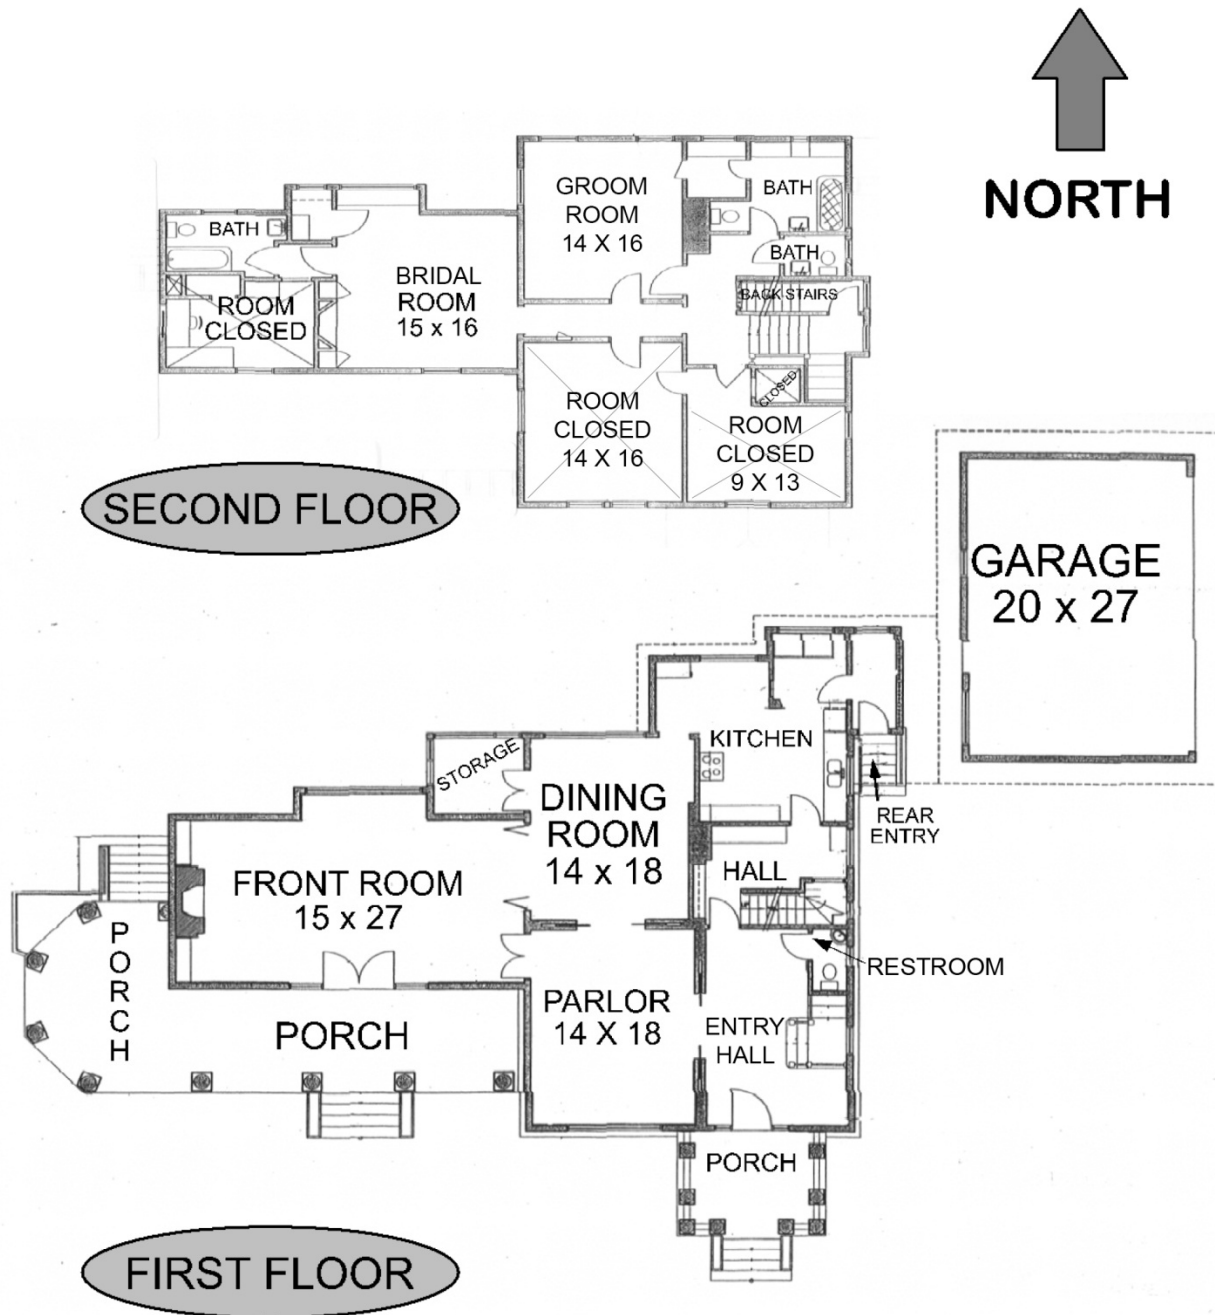 NORTH
GROOM
ROOM
14 X 16
BATH
BATH
BATH
BACK STAIRS
BRIDAL
ROOM
15 x 16
ROOM
CLOSED
CLOSED
ROOM
CLOSED
14 X 16
ROOM
CLOSED
9 X 13
SECOND FLOOR
GARAGE
20 x 27
KITCHEN
STORAGE
DINING
ROOM
14 x 18
REAR
ENTRY
HALL
FRONT ROOM
15 x 27
PORCH
RESTROOM
PARLOR
14 X 18
ENTRY
HALL
PORCH
PORCH
FIRST FLOOR